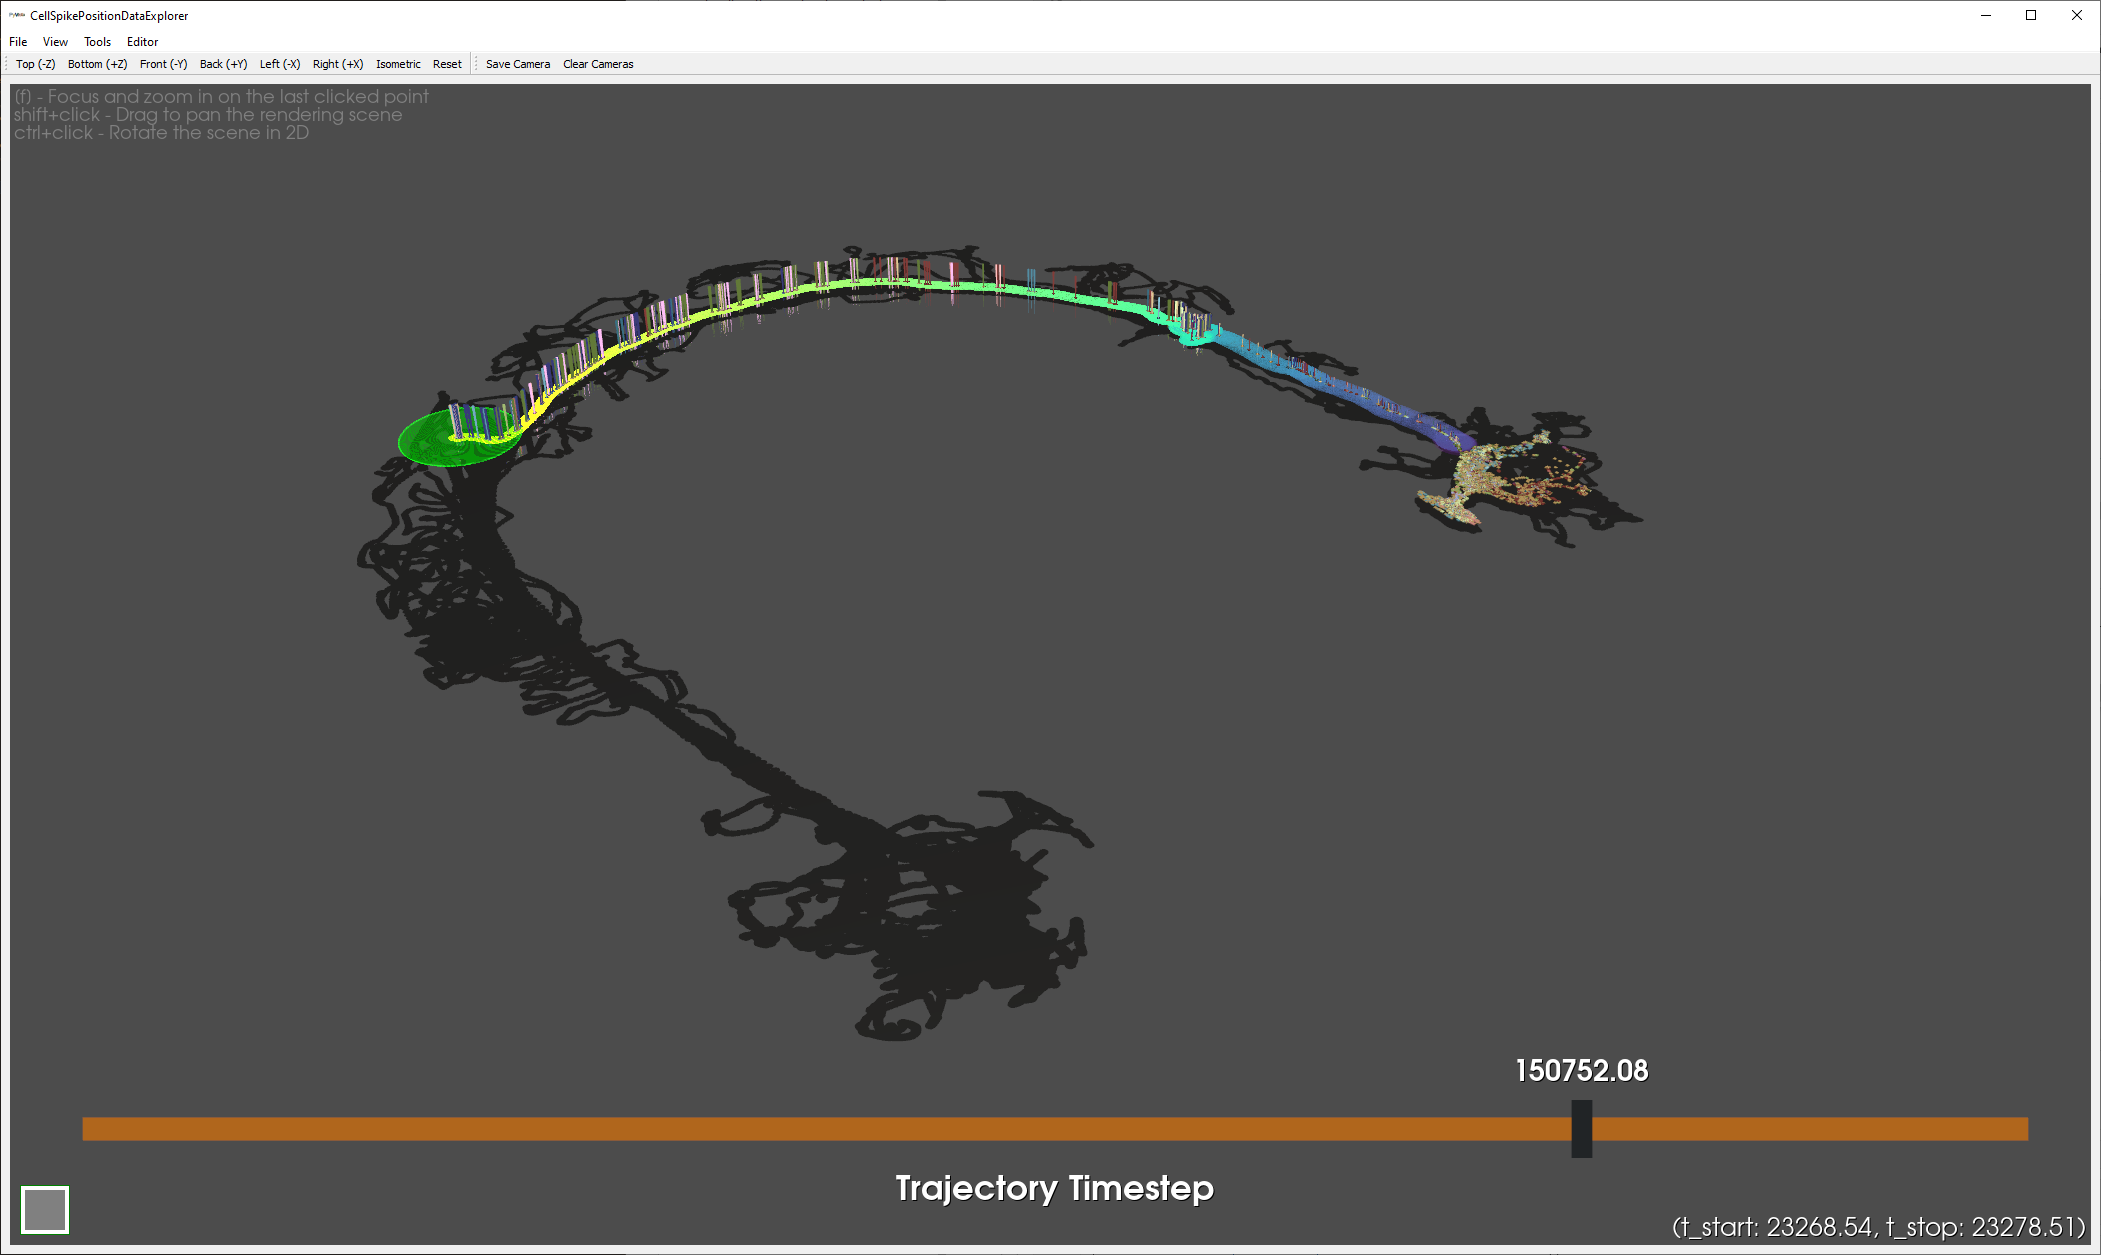 CellSpikePositionDataExplorer
File View Tools Editor
Top (-Z) Bottom (+Z) Front (-Y) Back (+Y) Left (-X) Right (+X) Isometric Reset Save Camera Clear Cameras
(f) - Focus and zoom in on the last clicked point
shift+click - Drag to pan the rendering scene
ctrl+click - Rotate the scene in 2D
150752.08
Trajectory Timestep
(t_start: 23268.54, t_stop: 23278.51)